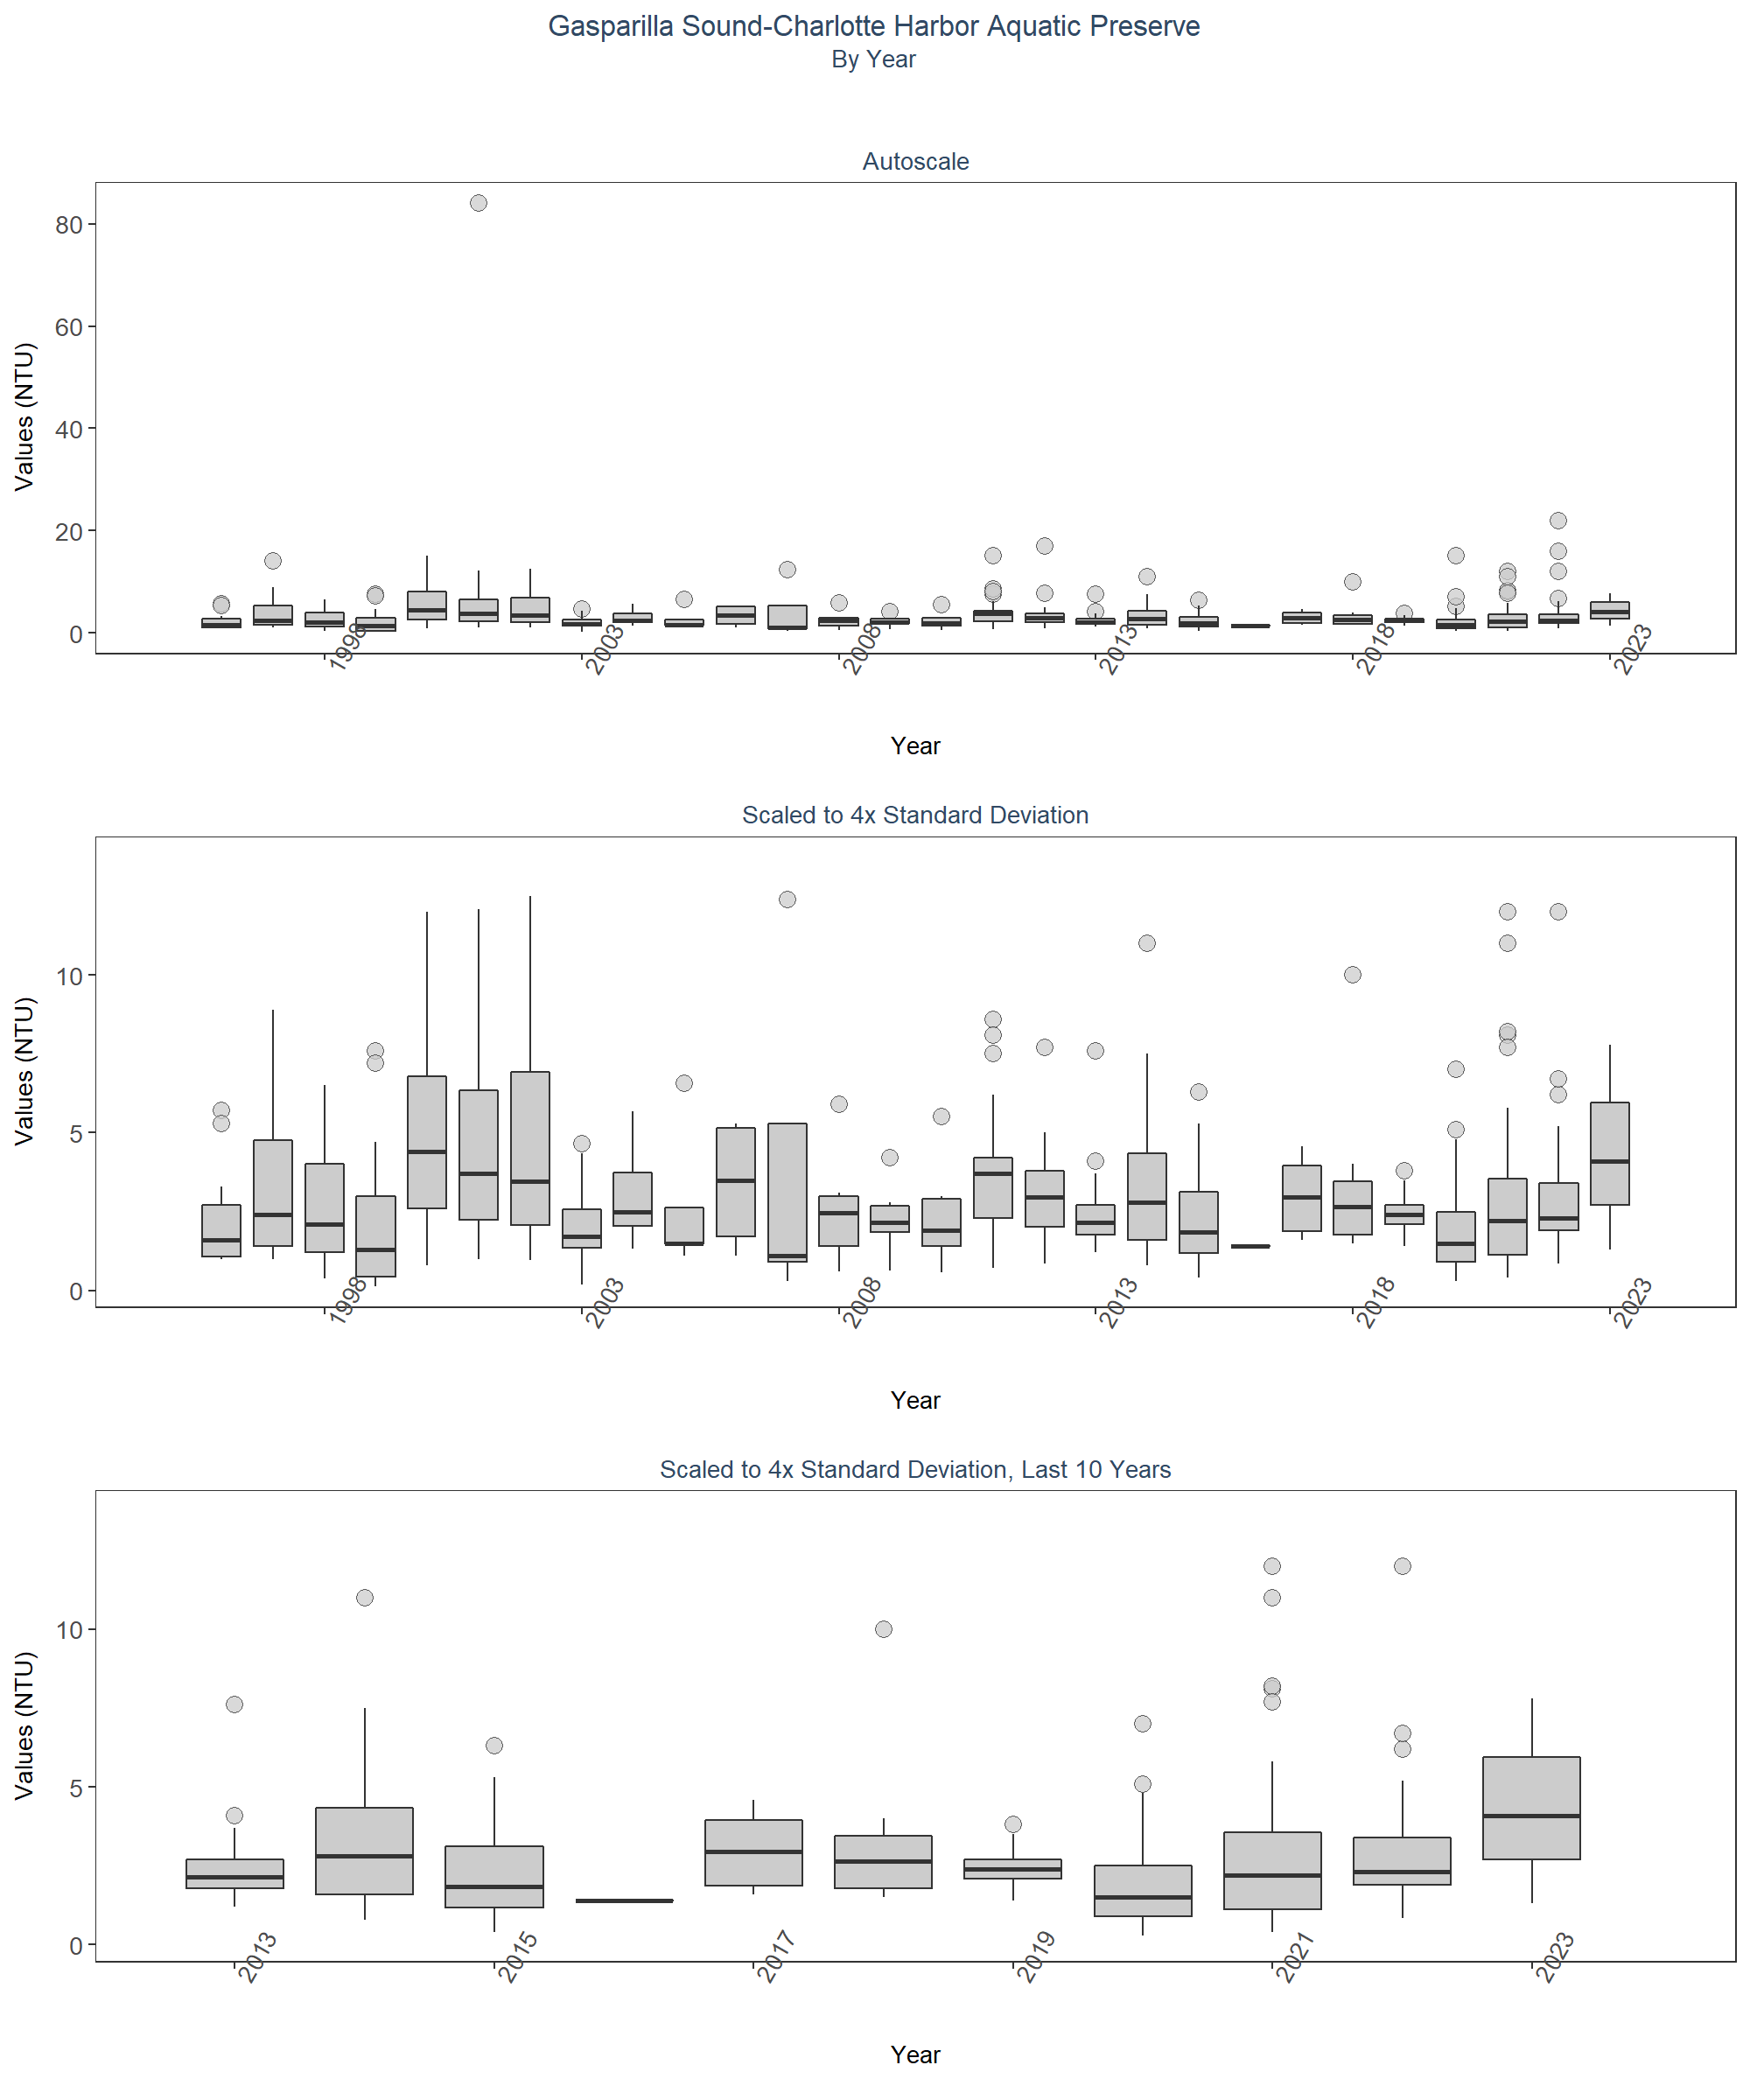 Gasparilla Sound-Charlotte Harbor Aquatic Preserve
By Year
Autoscale
Values (NTU)
80
60
40
20
0
1998 2003 2008 2013 2018 2023
Year
Scaled to 4x Standard Deviation
Values (NTU)
10
5
0
1998 2003 2008 2013 2018 2023
Year
Scaled to 4x Standard Deviation, Last 10 Years
Values (NTU)
10
5
0
2013 2015 2017 2019 2021 2023
Year